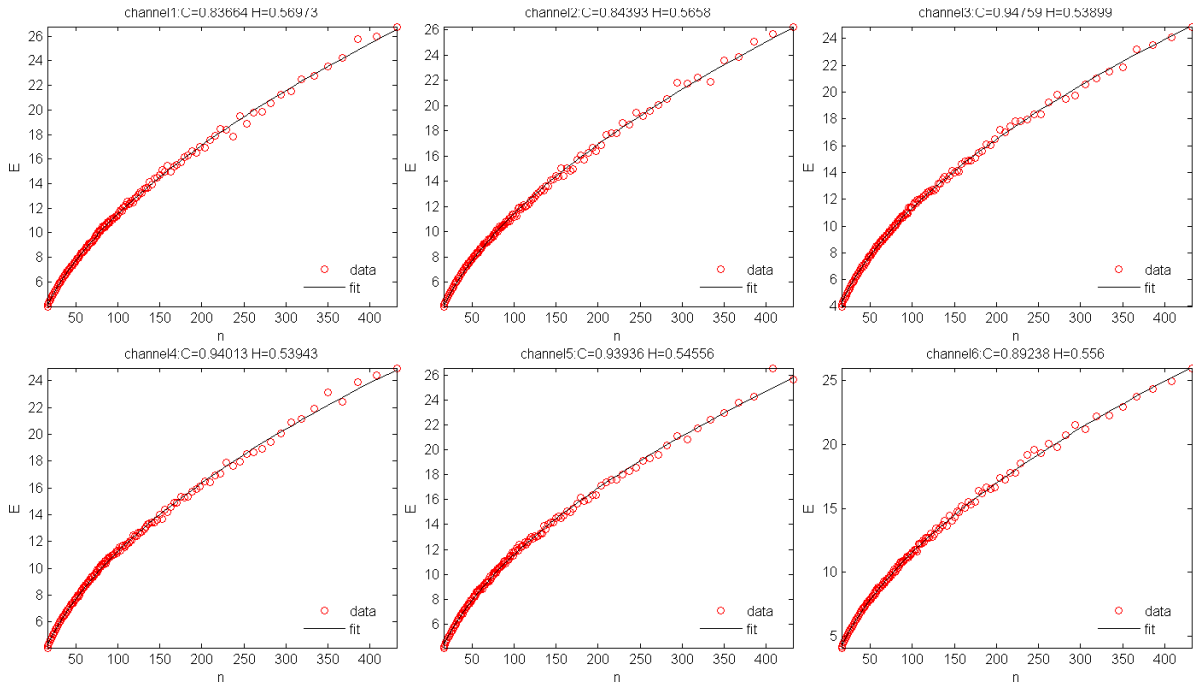 channel1:C=0.83664 H=0.56973
26
24
22
20
18
16
14
12
10
8
6
E
50 100 150 200 250 300 350 400
n
data
fit
channel2:C=0.84393 H=0.5658
26
24
22
20
18
16
14
12
10
8
6
E
50 100 150 200 250 300 350 400
n
data
fit
channel3:C=0.94759 H=0.53899
24
22
20
18
16
14
12
10
8
6
4
E
50 100 150 200 250 300 350 400
n
data
fit
channel4:C=0.94013 H=0.53943
24
22
20
18
16
14
12
10
8
6
E
50 100 150 200 250 300 350 400
n
data
fit
channel5:C=0.93936 H=0.54556
26
24
22
20
18
16
14
12
10
8
6
E
50 100 150 200 250 300 350 400
n
data
fit
channel6:C=0.89238 H=0.556
25
20
15
10
5
E
50 100 150 200 250 300 350 400
n
data
fit